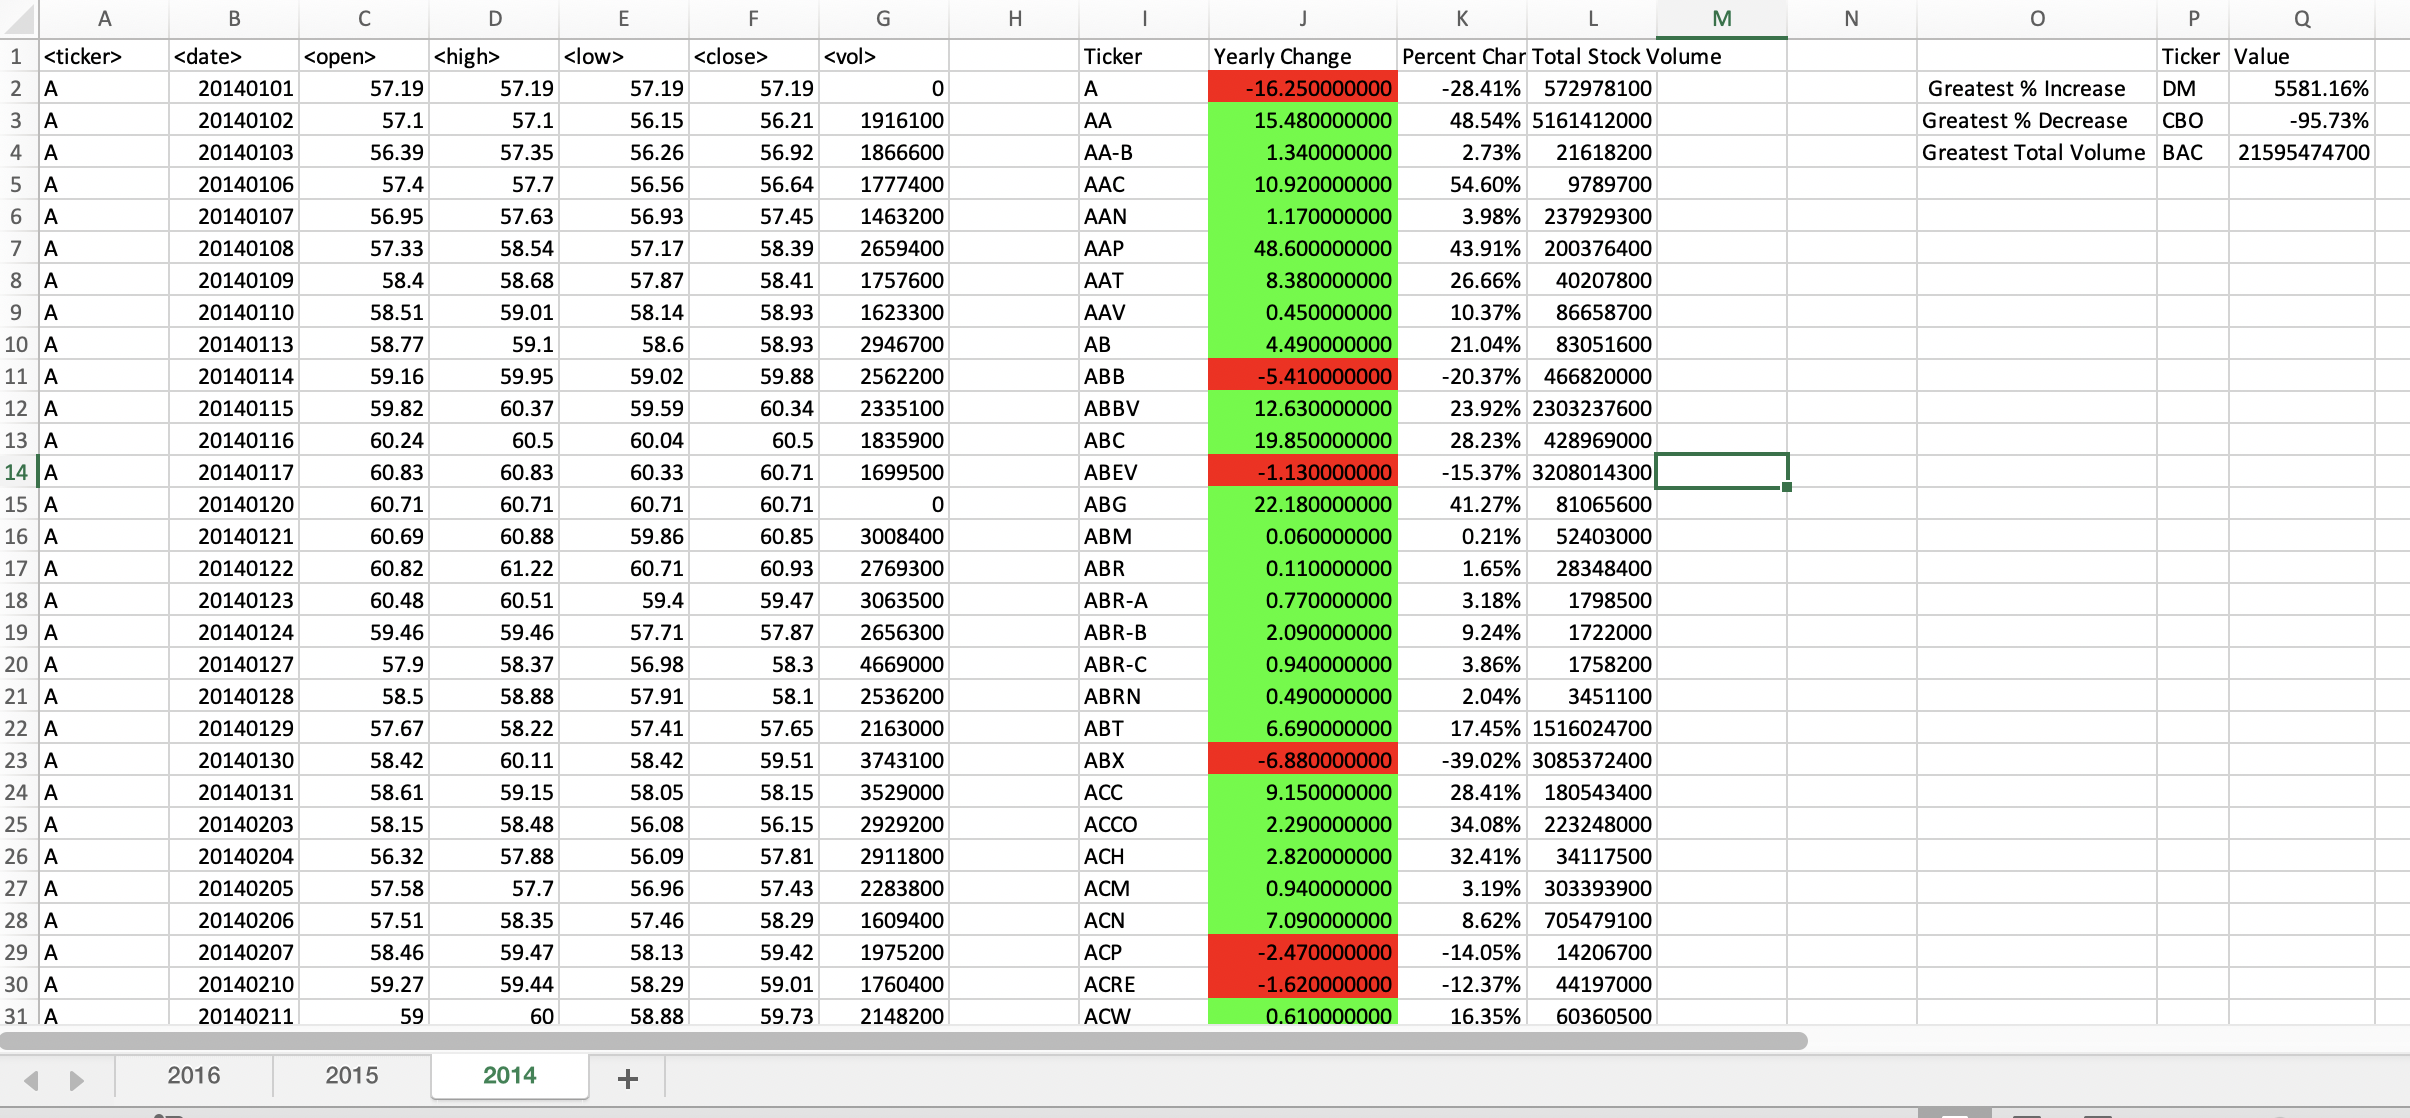 A B C D E F G H I J K L M N O P Q
1 <ticker> <date> <open> <high> <low> <close> <vol> Ticker Yearly Change Percent Char Total Stock Volume Ticker Value
2 A 20140101 57.19 57.19 57.19 57.19 0 A -16.250000000 -28.41% 572978100 Greatest % Increase DM 5581.16%
3 A 20140102 57.1 57.1 56.15 56.21 1916100 AA 15.480000000 48.54% 5161412000 Greatest % Decrease CBO -95.73%
4 A 20140103 56.39 57.35 56.26 56.92 1866600 AA-B 1.340000000 2.73% 21618200 Greatest Total Volume BAC 21595474700
5 A 20140106 57.4 57.7 56.56 56.64 1777400 AAC 10.920000000 54.60% 9789700
6 A 20140107 56.95 57.63 56.93 57.45 1463200 AAN 1.170000000 3.98% 237929300
7 A 20140108 57.33 58.54 57.17 58.39 2659400 AAP 48.600000000 43.91% 200376400
8 A 20140109 58.4 58.68 57.87 58.41 1757600 AAT 8.380000000 26.66% 40207800
9 A 20140110 58.51 59.01 58.14 58.93 1623300 AAV 0.450000000 10.37% 86658700
10 A 20140113 58.77 59.1 58.6 58.93 2946700 AB 4.490000000 21.04% 83051600
11 A 20140114 59.16 59.95 59.02 59.88 2562200 ABB -5.410000000 -20.37% 466820000
12 A 20140115 59.82 60.37 59.59 60.34 2335100 ABBV 12.630000000 23.92% 2303237600
13 A 20140116 60.24 60.5 60.04 60.5 1835900 ABC 19.850000000 28.23% 428969000
14 A 20140117 60.83 60.83 60.33 60.71 1699500 ABEV -1.130000000 -15.37% 3208014300
15 A 20140120 60.71 60.71 60.71 60.71 0 ABG 22.180000000 41.27% 81065600
16 A 20140121 60.69 60.88 59.86 60.85 3008400 ABM 0.060000000 0.21% 52403000
17 A 20140122 60.82 61.22 60.71 60.93 2769300 ABR 0.110000000 1.65% 28348400
18 A 20140123 60.48 60.51 59.4 59.47 3063500 ABR-A 0.770000000 3.18% 1798500
19 A 20140124 59.46 59.46 57.71 57.87 2656300 ABR-B 2.090000000 9.24% 1722000
20 A 20140127 57.9 58.37 56.98 58.3 4669000 ABR-C 0.940000000 3.86% 1758200
21 A 20140128 58.5 58.88 57.91 58.1 2536200 ABRN 0.490000000 2.04% 3451100
22 A 20140129 57.67 58.22 57.41 57.65 2163000 ABT 6.690000000 17.45% 1516024700
23 A 20140130 58.42 60.11 58.42 59.51 3743100 ABX -6.880000000 -39.02% 3085372400
24 A 20140131 58.61 59.15 58.05 58.15 3529000 ACC 9.150000000 28.41% 180543400
25 A 20140203 58.15 58.48 56.08 56.15 2929200 ACCO 2.290000000 34.08% 223248000
26 A 20140204 56.32 57.88 56.09 57.81 2911800 ACH 2.820000000 32.41% 34117500
27 A 20140205 57.58 57.7 56.96 57.43 2283800 ACM 0.940000000 3.19% 303393900
28 A 20140206 57.51 58.35 57.46 58.29 1609400 ACN 7.090000000 8.62% 705479100
29 A 20140207 58.46 59.47 58.13 59.42 1975200 ACP -2.470000000 -14.05% 14206700
30 A 20140210 59.27 59.44 58.29 59.01 1760400 ACRE -1.620000000 -12.37% 44197000
31 A 20140211 59 60 58.88 59.73 2148200 ACW 0.610000000 16.35% 60360500
2016 2015 2014 +